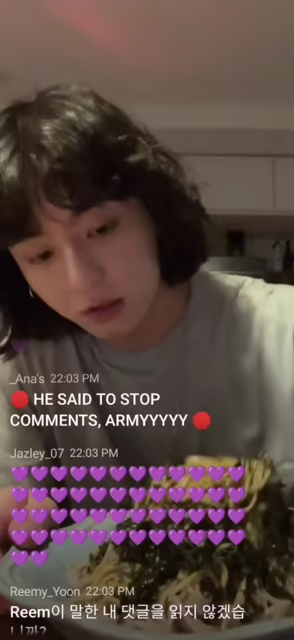 _Ana's 22:03 PM
🛑 HE SAID TO STOP
COMMENTS, ARMYYYYY 🛑
Jazley_07 22:03 PM
💜💜💜💜💜💜💜💜💜💜💜💜
💜💜💜💜💜💜💜💜💜💜💜💜
💜💜💜💜💜💜💜💜💜💜💜💜
💜💜💜💜💜💜💜💜💜💜💜💜
💜💜
Reemy_Yoon 22:03 PM
Reem이 말한 내 댓글을 읽지 않겠습
니까?